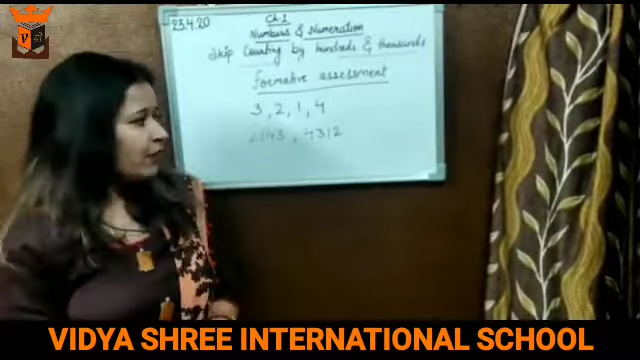 23.4.20
Ch-1
Numbers & Numeration
Skip Counting by hundreds & thousands
Formative assessment
3, 2, 1, 4
2143, 4312
VIDYA SHREE INTERNATIONAL SCHOOL